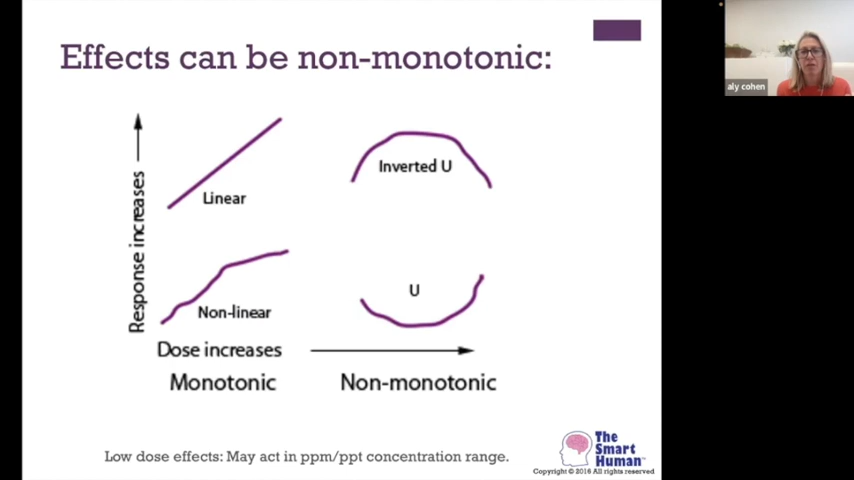 Effects can be non-monotonic:
aly cohen
Response increases
Linear
Inverted U
Non-linear
U
Dose increases
Monotonic
Non-monotonic
Low dose effects: May act in ppm/ppt concentration range.
The
Smart
Human™
Copyright © 2016 All rights reserved